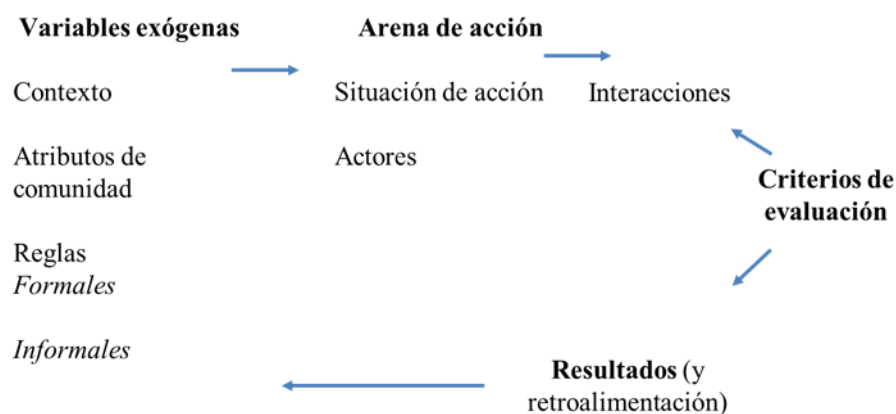 Variables exógenas
Contexto
Atributos de
comunidad
Reglas
Formales
Informales
Arena de acción
Situación de acción
Actores
Interacciones
Criterios de
evaluación
Resultados (y
retroalimentación)